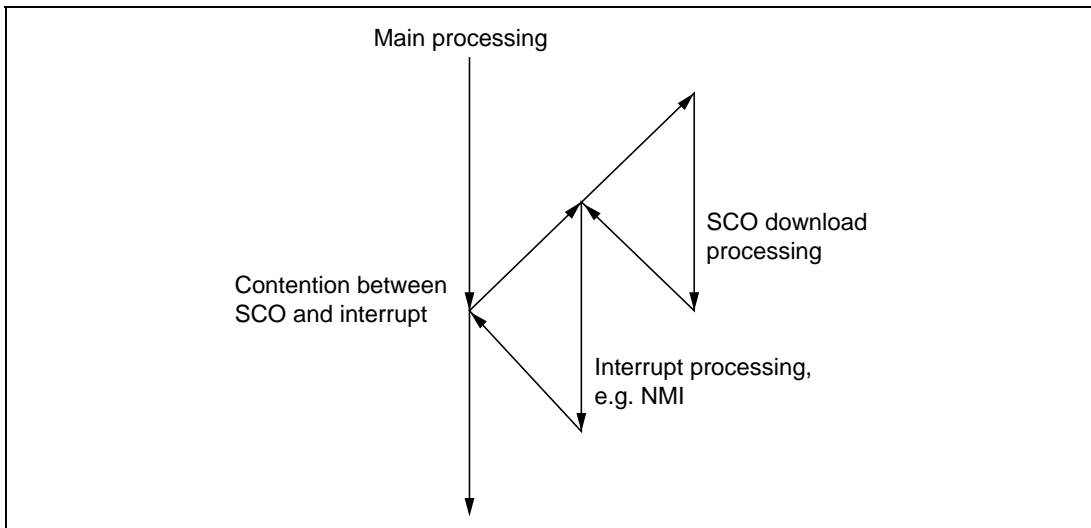 Main processing
SCO download
processing
Contention between
SCO and interrupt
Interrupt processing,
e.g. NMI